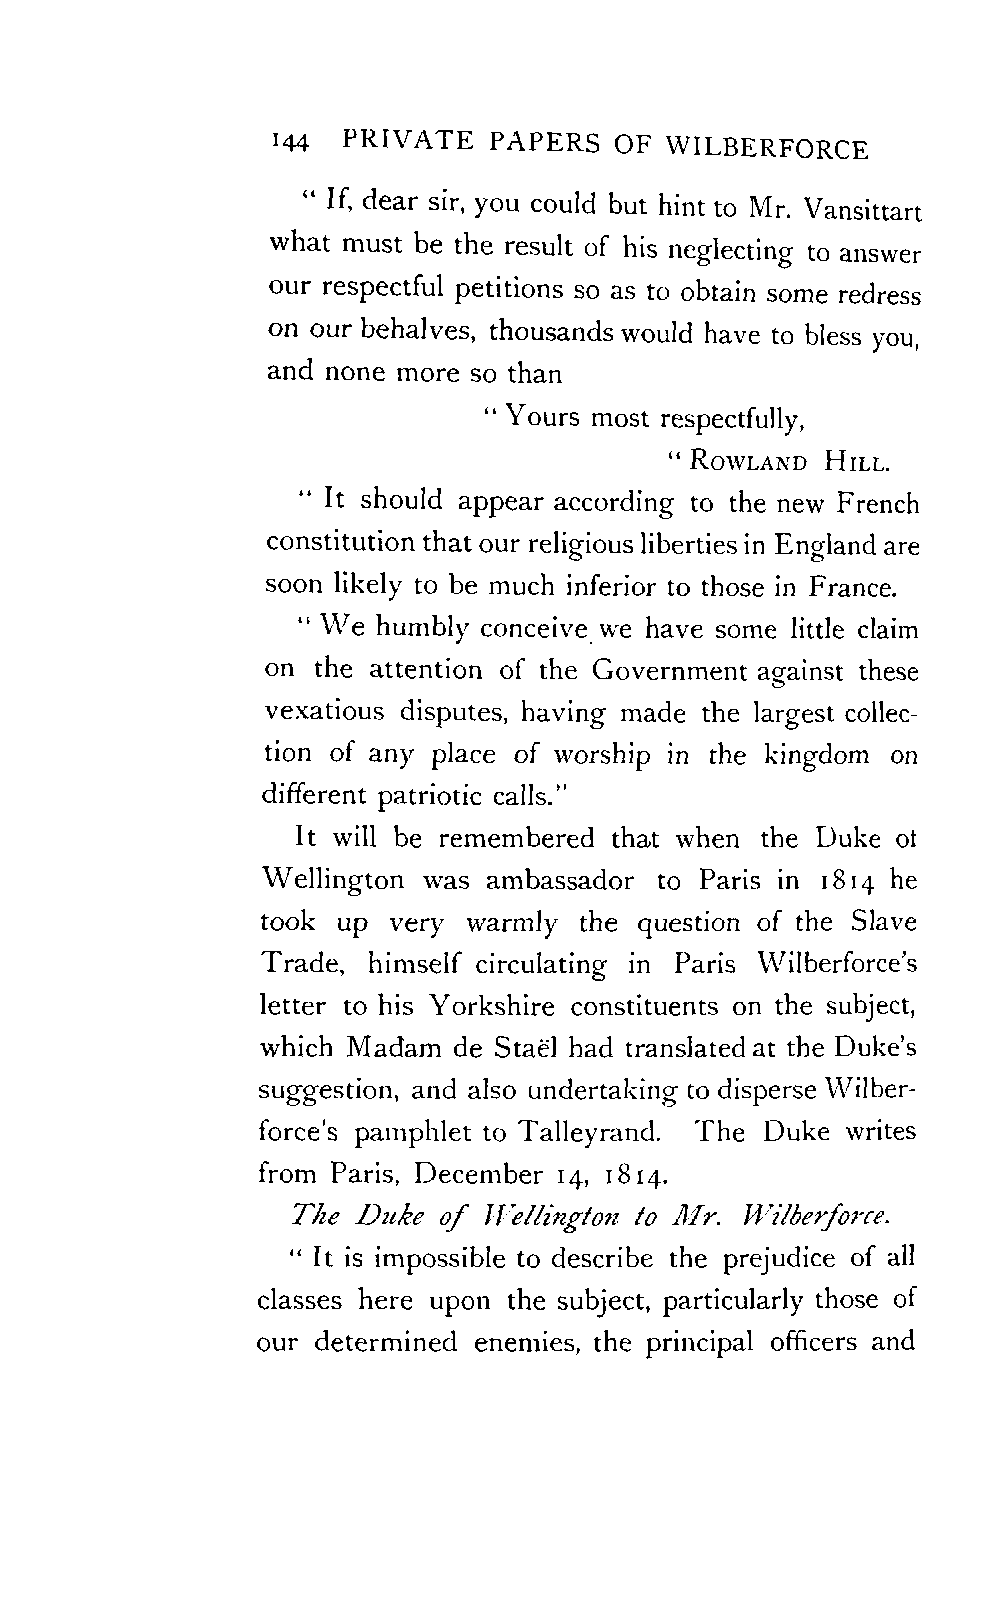 144 PRIVATE PAPERS OF WILBERFORCE
“ If, dear sir, you could but hint to Mr. Vansittart
what must be the result of his neglecting to answer
our respectful petitions so as to obtain some redress
on our behalves, thousands would have to bless you,
and none more so than
“ Yours most respectfully,
“ ROWLAND HILL.
“ It should appear according to the new French
constitution that our religious liberties in England are
soon likely to be much inferior to those in France.
“ We humbly conceive we have some little claim
on the attention of the Government against these
vexatious disputes, having made the largest collec-
tion of any place of worship in the kingdom on
different patriotic calls.”
It will be remembered that when the Duke of
Wellington was ambassador to Paris in 1814 he
took up very warmly the question of the Slave
Trade, himself circulating in Paris Wilberforce's
letter to his Yorkshire constituents on the subject,
which Madam de Staël had translated at the Duke's
suggestion, and also undertaking to disperse Wilber-
force's pamphlet to Talleyrand. The Duke writes
from Paris, December 14, 1814.
The Duke of Wellington to Mr. Wilberforce.
“ It is impossible to describe the prejudice of all
classes here upon the subject, particularly those of
our determined enemies, the principal officers and